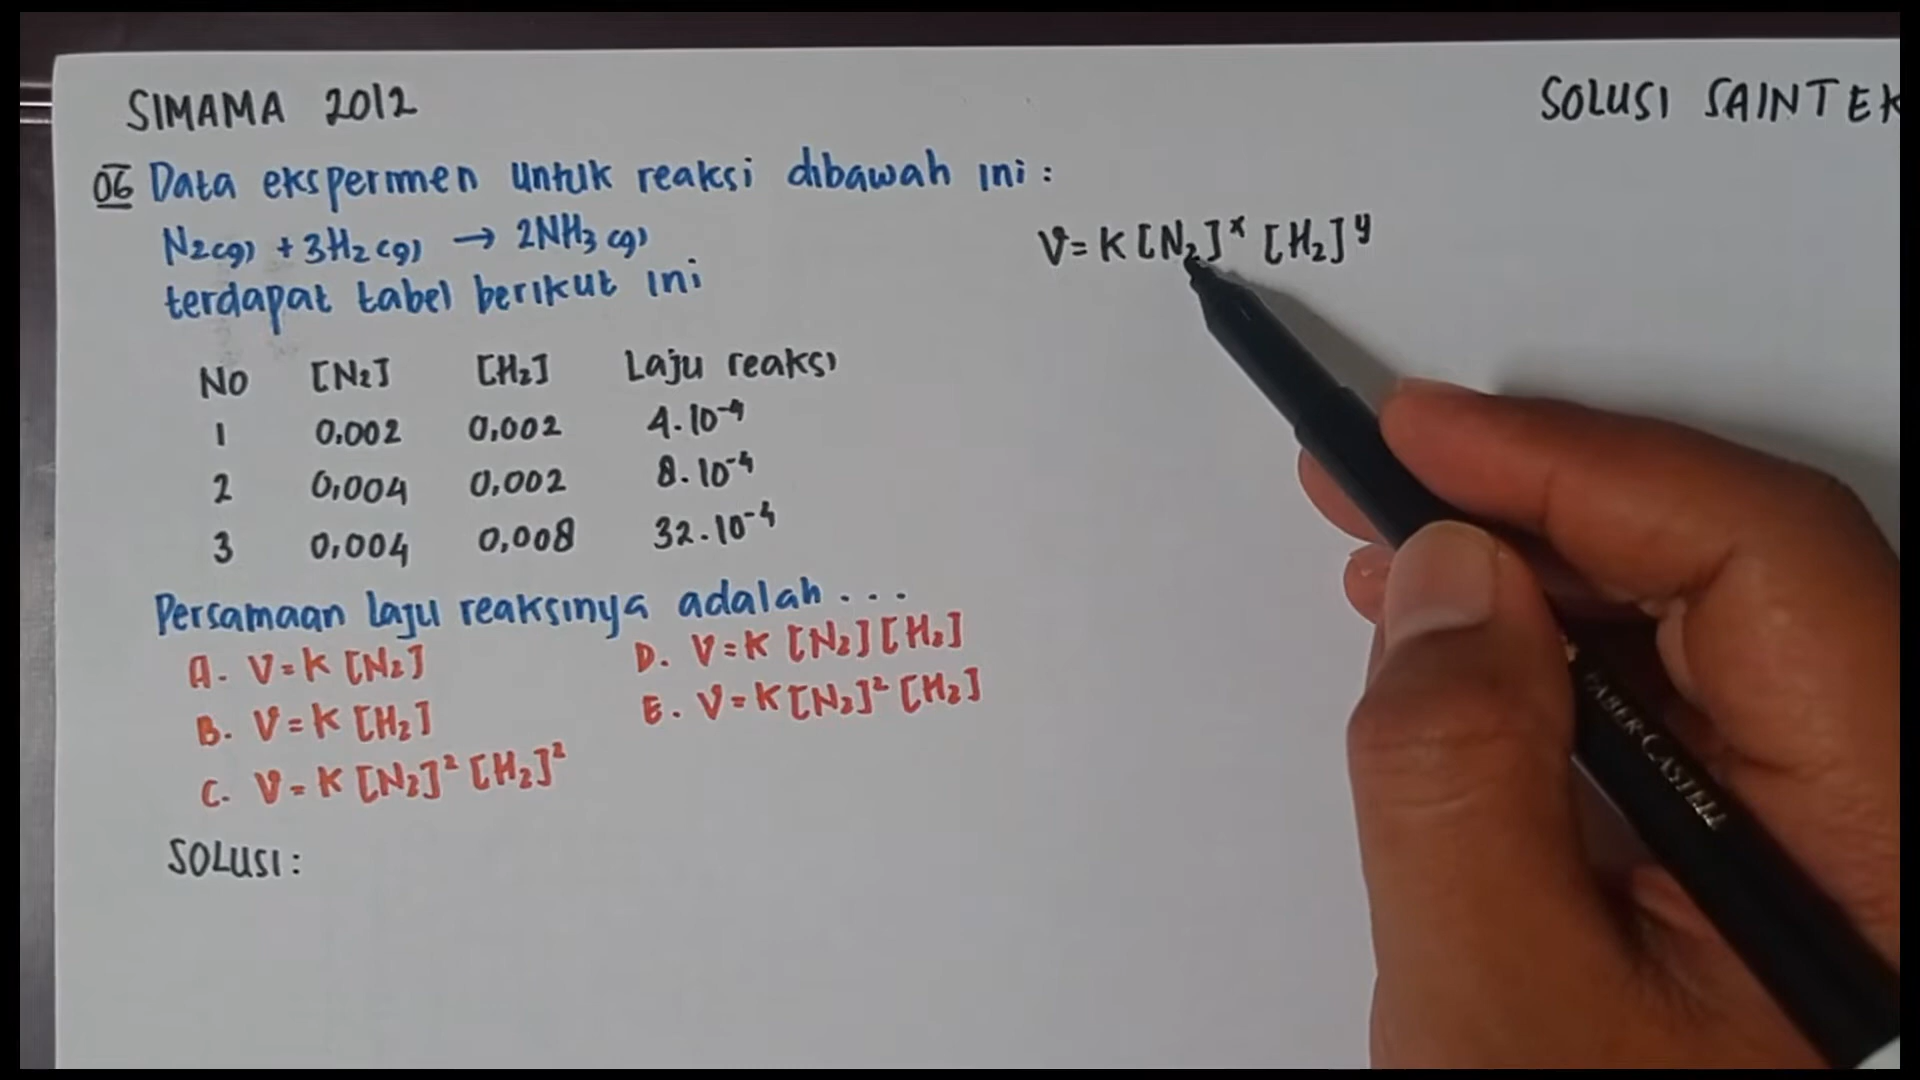 SIMAMA 2012
SOLUSI SAINTEK
06 Data ekspermen untuk reaksi dibawah ini :
N2(g) + 3H2(g) → 2NH3(g)
terdapat tabel berikut ini
V = K [N2]^x [H2]^y
No [N2] [H2] Laju reaksi
1 0,002 0,002 4.10^-4
2 0,004 0,002 8.10^-4
3 0,004 0,008 32.10^-4
Persamaan laju reaksinya adalah . . .
A. V = K [N2]
B. V = K [H2]
C. V = K [N2]² [H2]²
D. V = K [N2] [H2]
E. V = K [N2]² [H2]
SOLUSI :
FABER-CASTELL